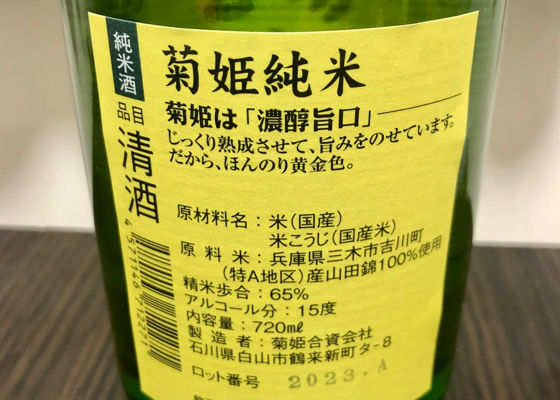 純米酒
品目
清酒
菊姫純米
菊姫は「濃醇旨口」
じっくり熟成させて、旨みをのせています。
だから、ほんのり黄金色。
原材料名：米（国産）
米こうじ（国産米）
原料米：兵庫県三木市吉川町
（特A地区）産山田錦100％使用
精米歩合：65％
アルコール分：15度
内容量：720mℓ
製造者：菊姫合資会社
石川県白山市鶴来新町タ-8
ロット番号 2023.A